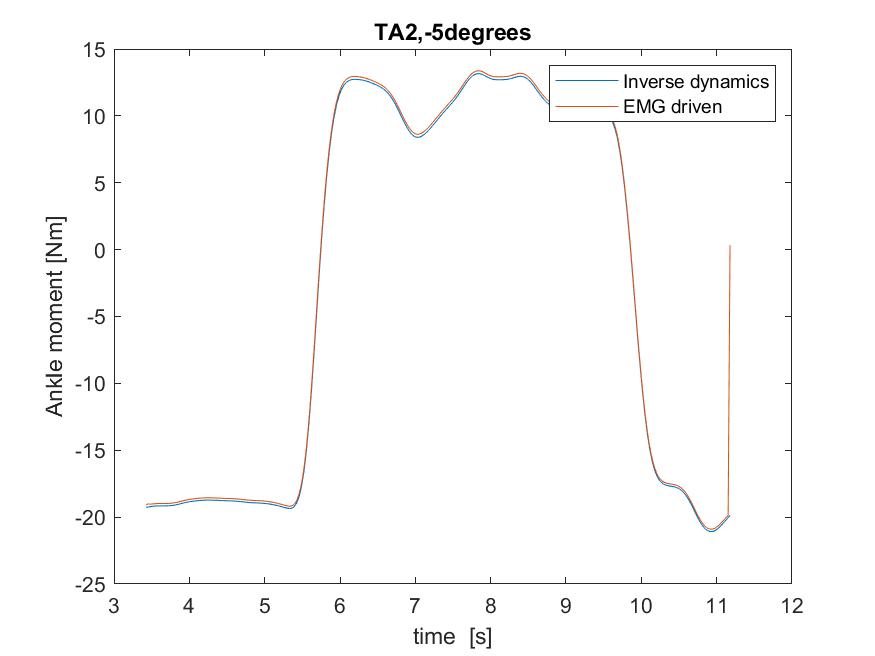 TA2,-5degrees
15
10
5
0
-5
-10
-15
-20
-25
Ankle moment [Nm]
Inverse dynamics
EMG driven
3 4 5 6 7 8 9 10 11 12
time [s]